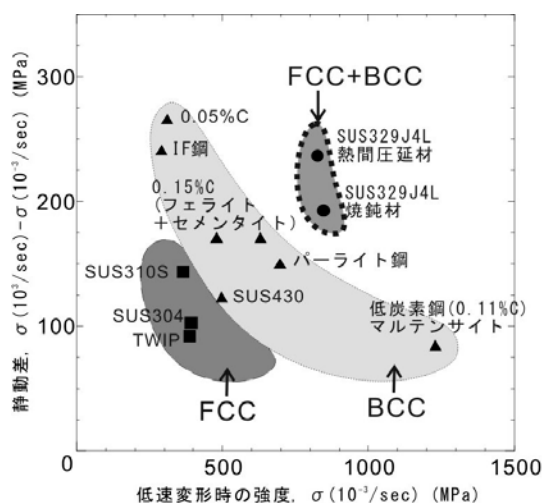 静動差, σ(10³/sec)-σ(10⁻³/sec) (MPa)
400
300
200
100
0
FCC+BCC
0.05%C
IF鋼
SUS329J4L
熱間圧延材
0.15%C
(フェライト
+セメンタイト)
SUS329J4L
焼鈍材
パーライト鋼
SUS310S
SUS430
SUS304
TWIP
低炭素鋼(0.11%C)
マルテンサイト
FCC
BCC
0
500
1000
1500
低速変形時の強度, σ(10⁻³/sec) (MPa)